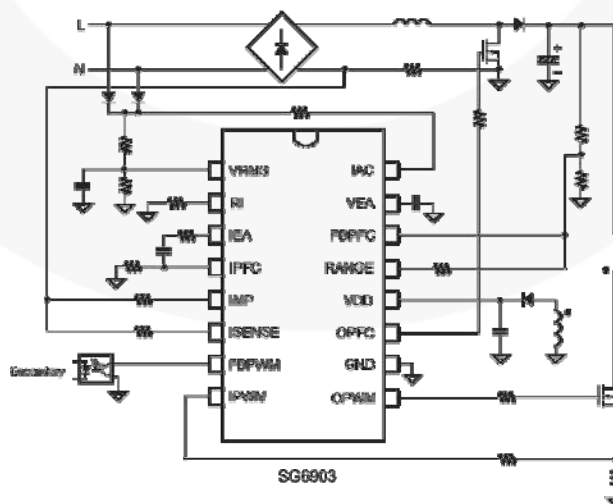 L
N
VRMS IAC
RI VEA
IEA FBPFC
IPFC RANGE
IMP VDD
ISENSE OPFC
FBPWM GND
IPWM OPWM
Secondary
SG6903
+